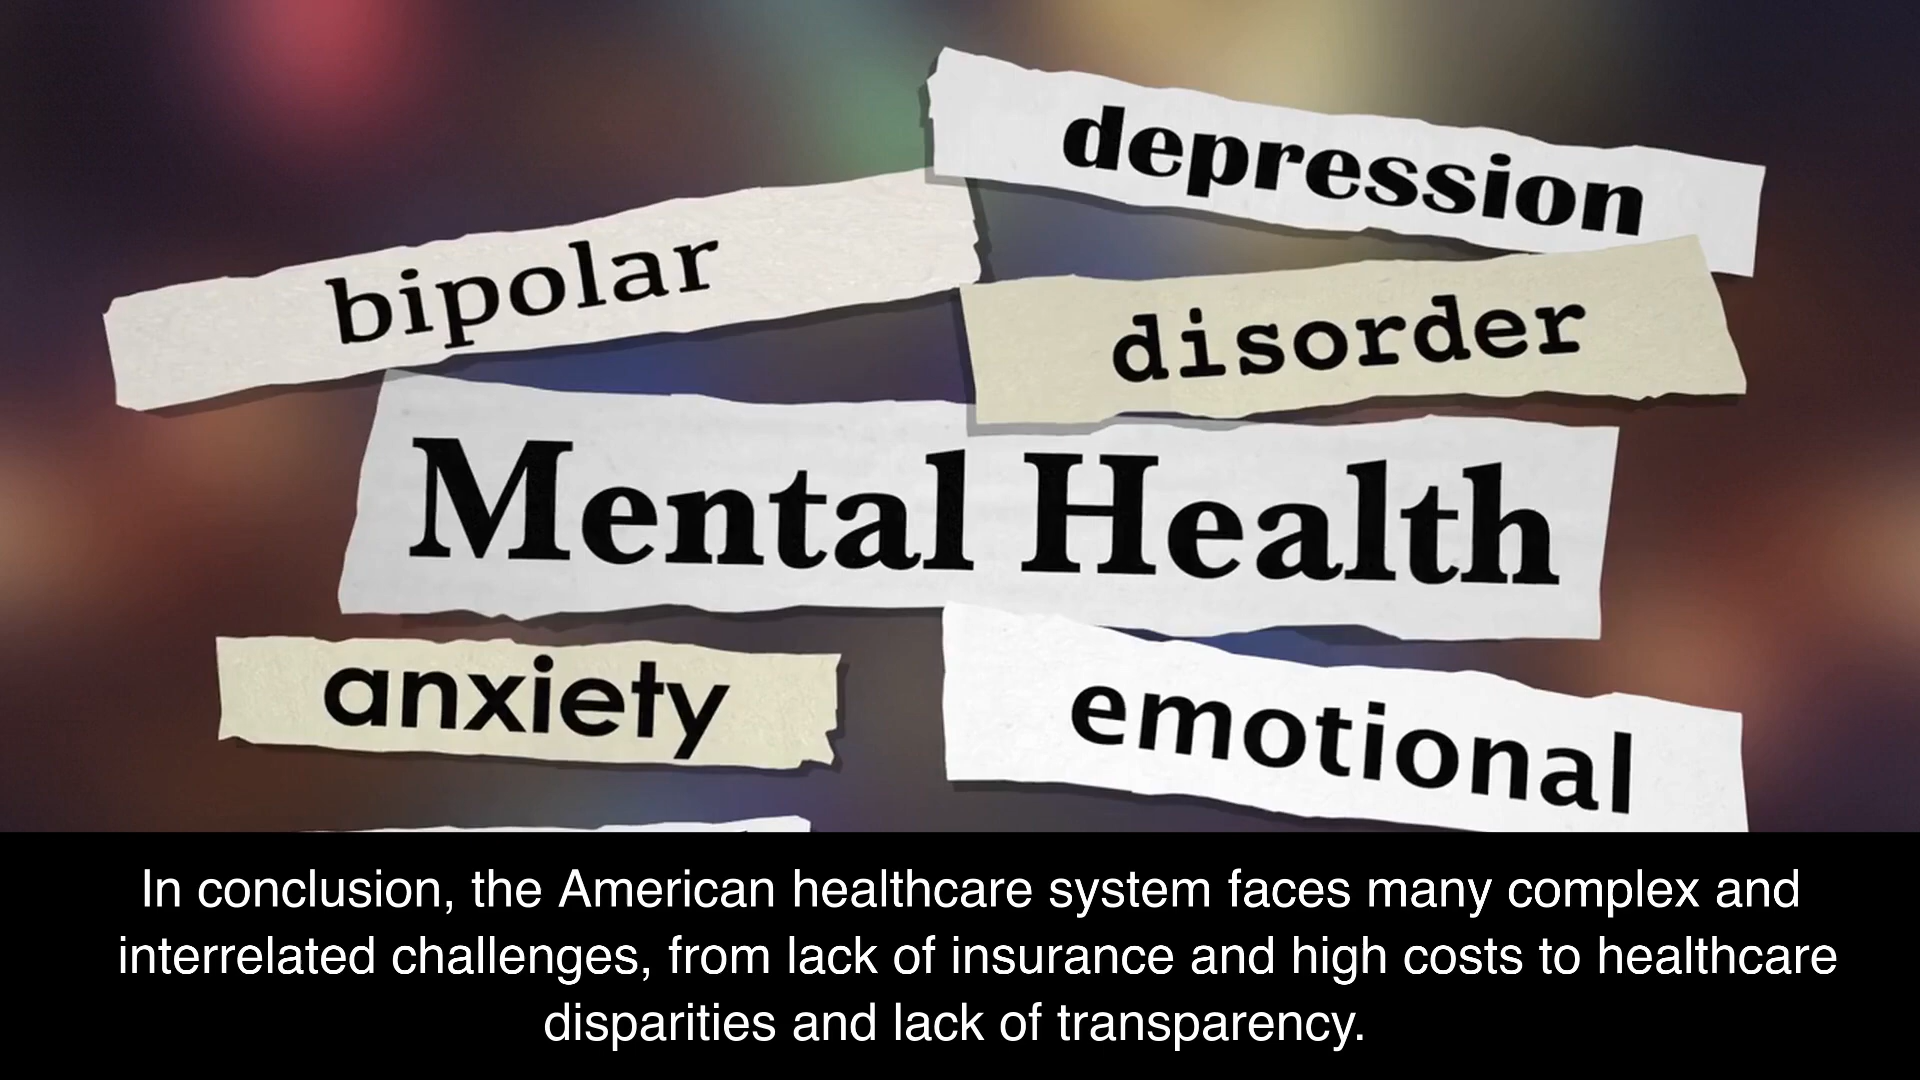 depression
bipolar
disorder
Mental Health
anxiety
emotional
In conclusion, the American healthcare system faces many complex and
interrelated challenges, from lack of insurance and high costs to healthcare
disparities and lack of transparency.